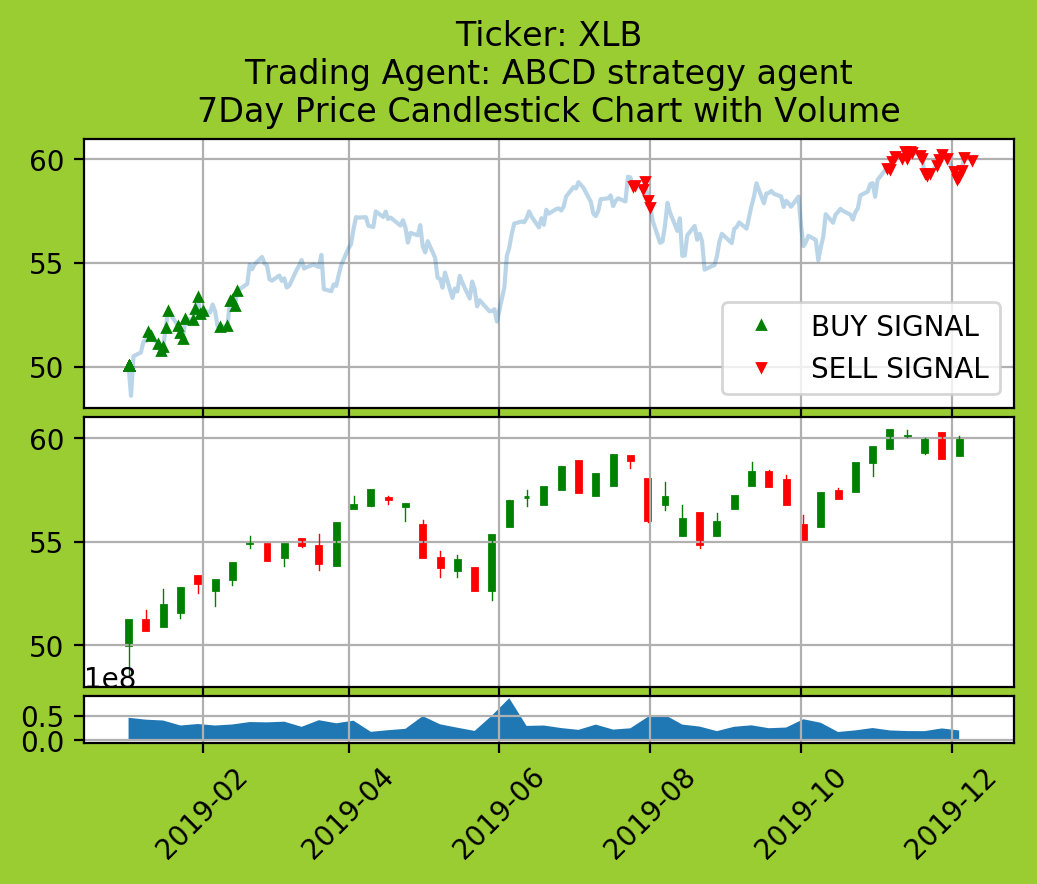 Ticker: XLB
Trading Agent: ABCD strategy agent
7Day Price Candlestick Chart with Volume
60
55
50
BUY SIGNAL
SELL SIGNAL
60
55
50
1e8
0.5
0.0
2019-02
2019-04
2019-06
2019-08
2019-10
2019-12